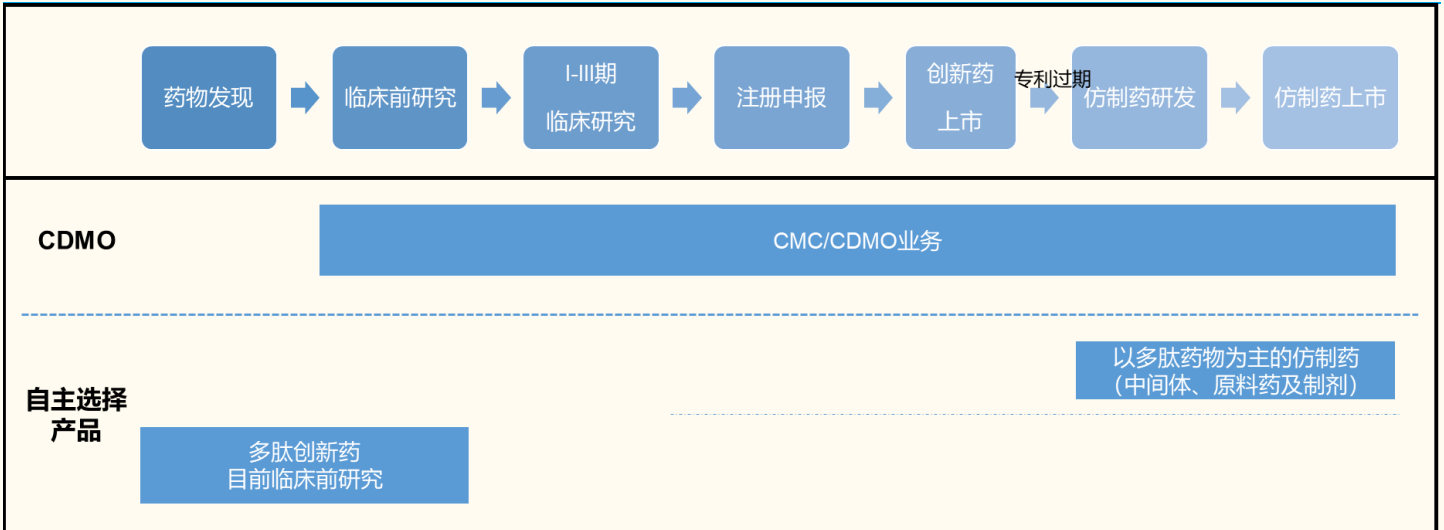 药物发现
临床前研究
I-III期
临床研究
注册申报
创新药
上市
专利过期
仿制药研发
仿制药上市
CDMO
CMC/CDMO业务
自主选择
产品
以多肽药物为主的仿制药
（中间体、原料药及制剂）
多肽创新药
目前临床前研究